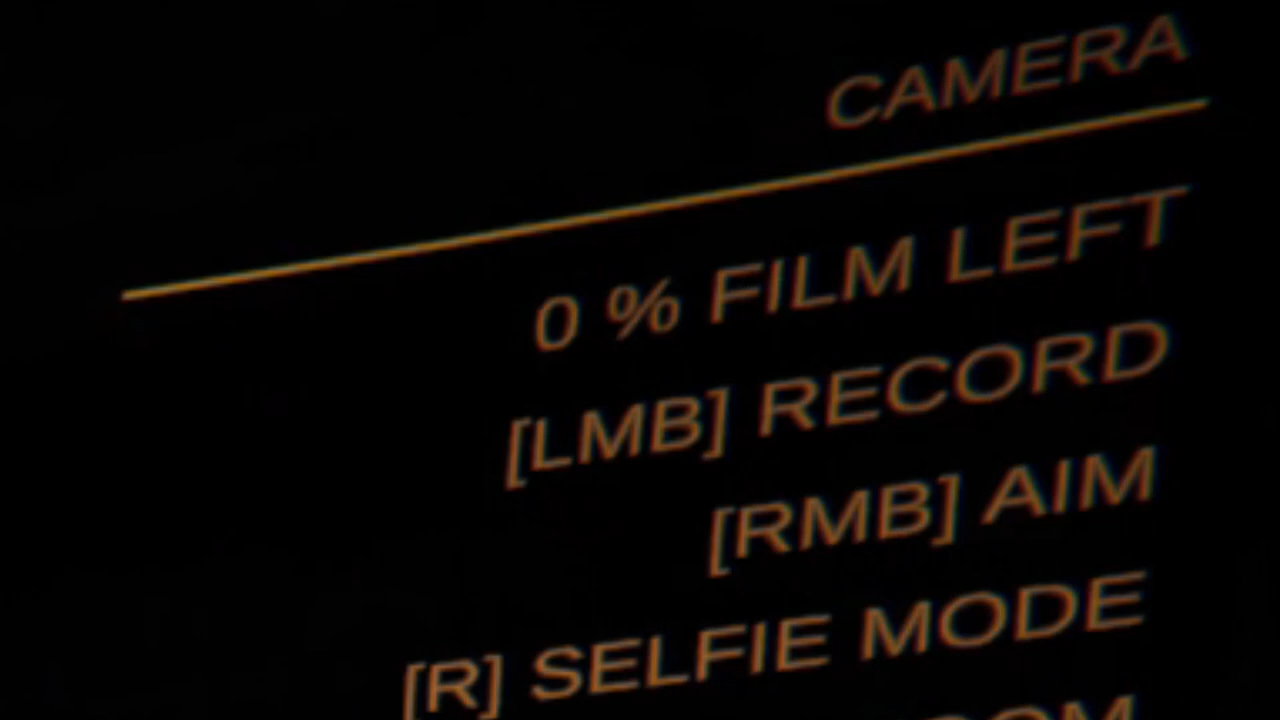 CAMERA
0 % FILM LEFT
[LMB] RECORD
[RMB] AIM
[R] SELFIE MODE